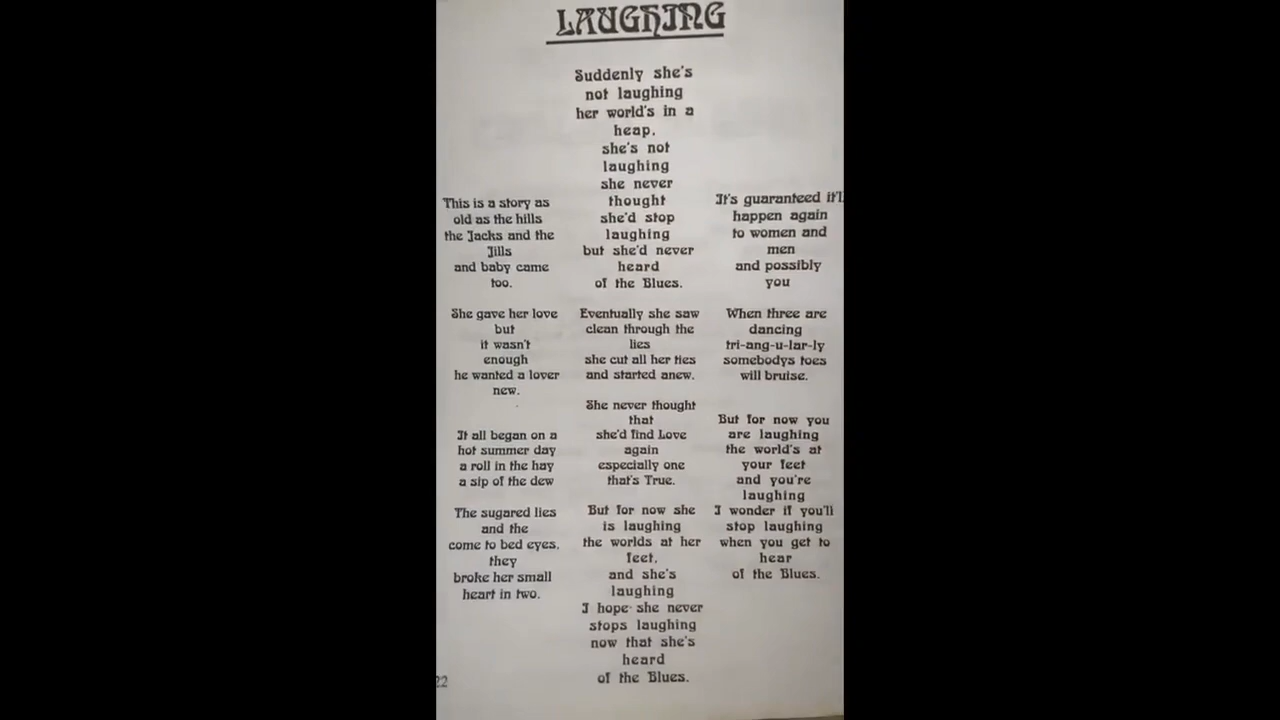 LAUGHING
This is a story as
old as the hills
the Jacks and the
Jills
and baby came
too.
She gave her love
but
it wasn't
enough
he wanted a lover
new.
It all began on a
hot summer day
a roll in the hay
a sip of the dew
The sugared lies
and the
come to bed eyes,
they
broke her small
heart in two.
Suddenly she's
not laughing
her world's in a
heap,
she's not
laughing
she never
thought
she'd stop
laughing
but she'd never
heard
of the Blues.
Eventually she saw
clean through the
lies
she cut all her ties
and started anew.
She never thought
that
she'd find Love
again
especially one
that's True.
But for now she
is laughing
the worlds at her
feet,
and she's
laughing
I hope she never
stops laughing
now that she's
heard
of the Blues.
It's guaranteed it'll
happen again
to women and
men
and possibly
you
When three are
dancing
tri-ang-u-lar-ly
somebodys toes
will bruise.
But for now you
are laughing
the world's at
your feet
and you're
laughing
I wonder if you'll
stop laughing
when you get to
hear
of the Blues.
22